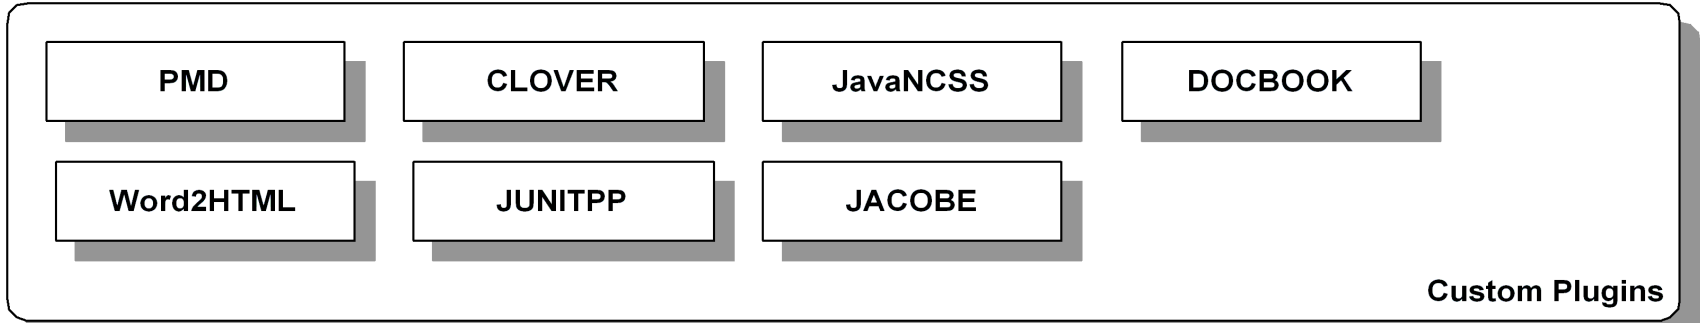 PMD
CLOVER
JavaNCSS
DOCBOOK
Word2HTML
JUNITPP
JACOBE
Custom Plugins